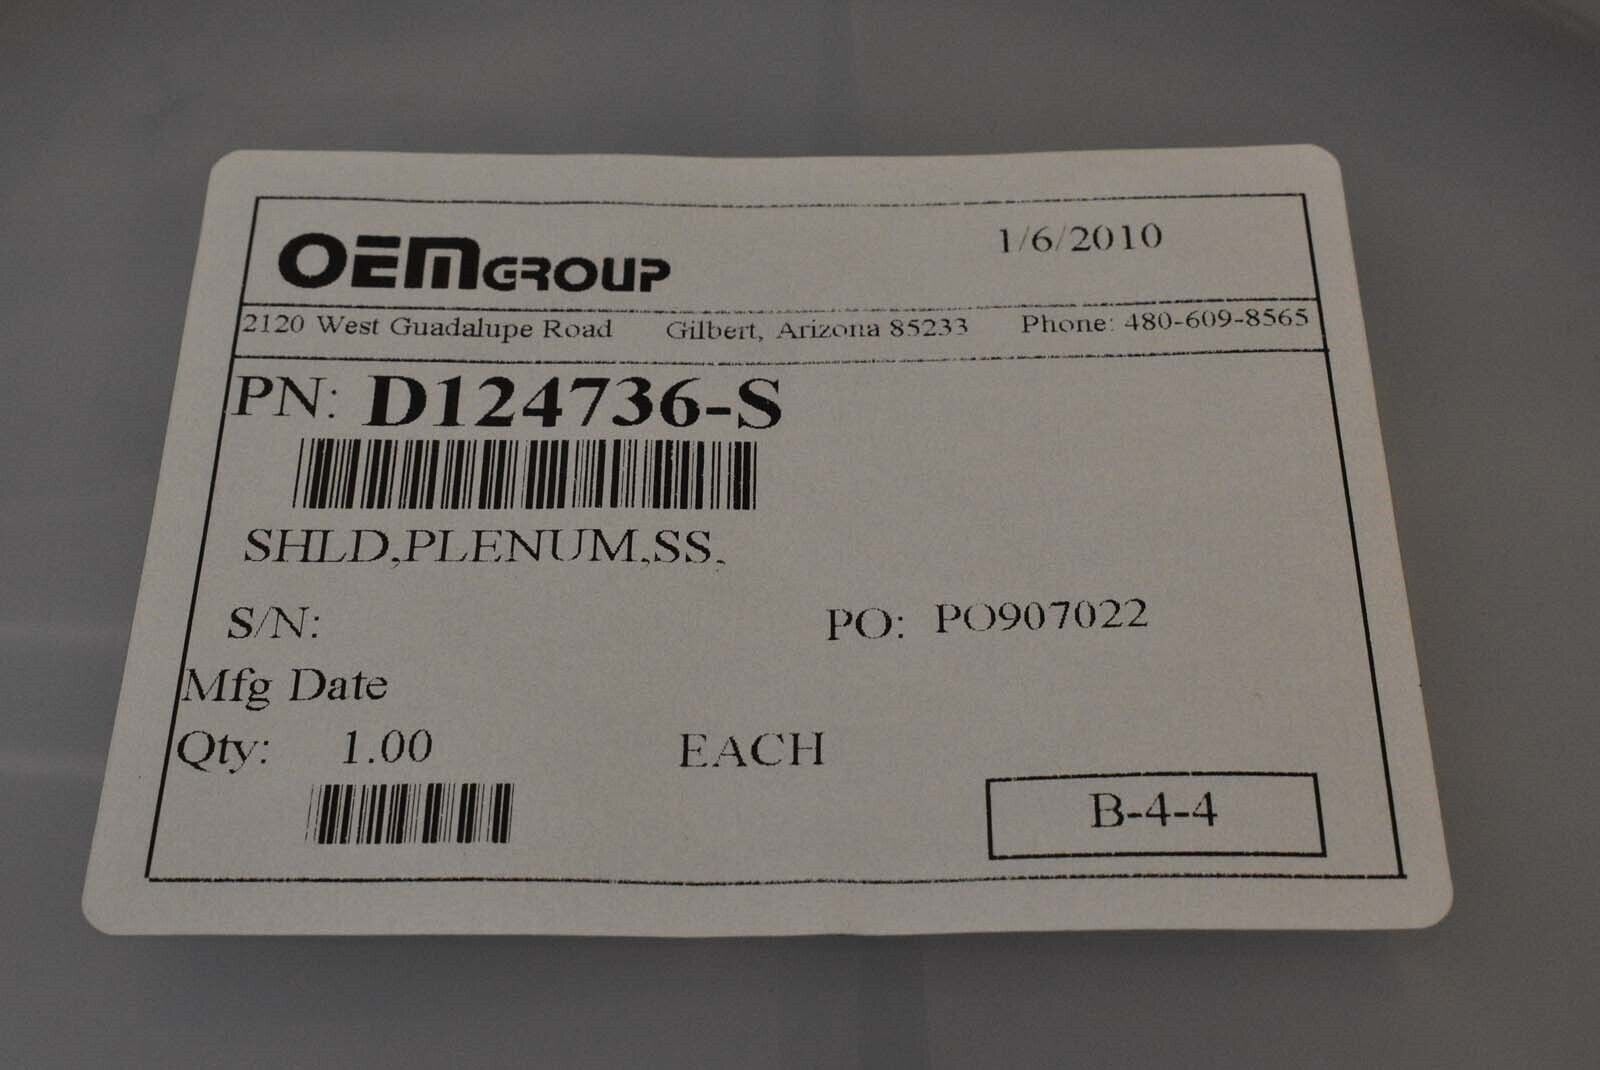 OEMGROUP 1/6/2010
2120 West Guadalupe Road Gilbert, Arizona 85233 Phone: 480-609-8565
PN: D124736-S
SHLD,PLENUM,SS,
S/N: PO: PO907022
Mfg Date
Qty: 1.00 EACH
B-4-4